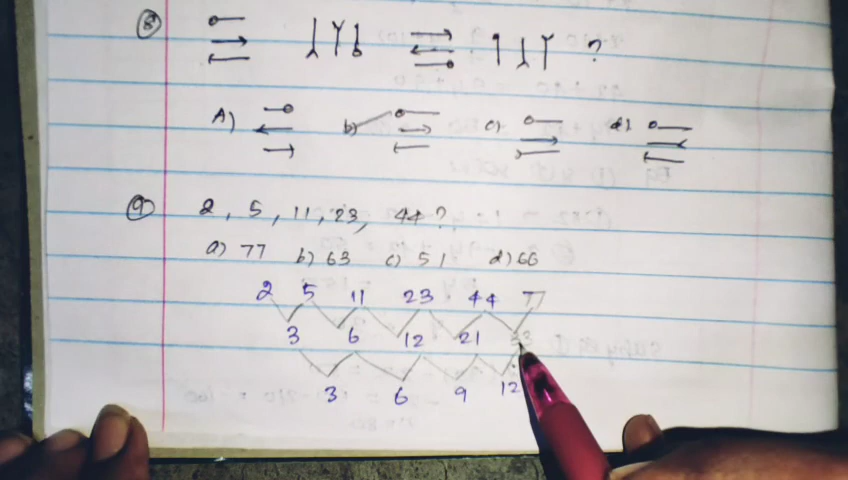 8 ?
A) b) c) d)
9 2, 5, 11, 23, 44 ?
a) 77 b) 63 c) 51 d) 66
2 5 11 23 44 7
3 6 12 21 33
3 6 9 12